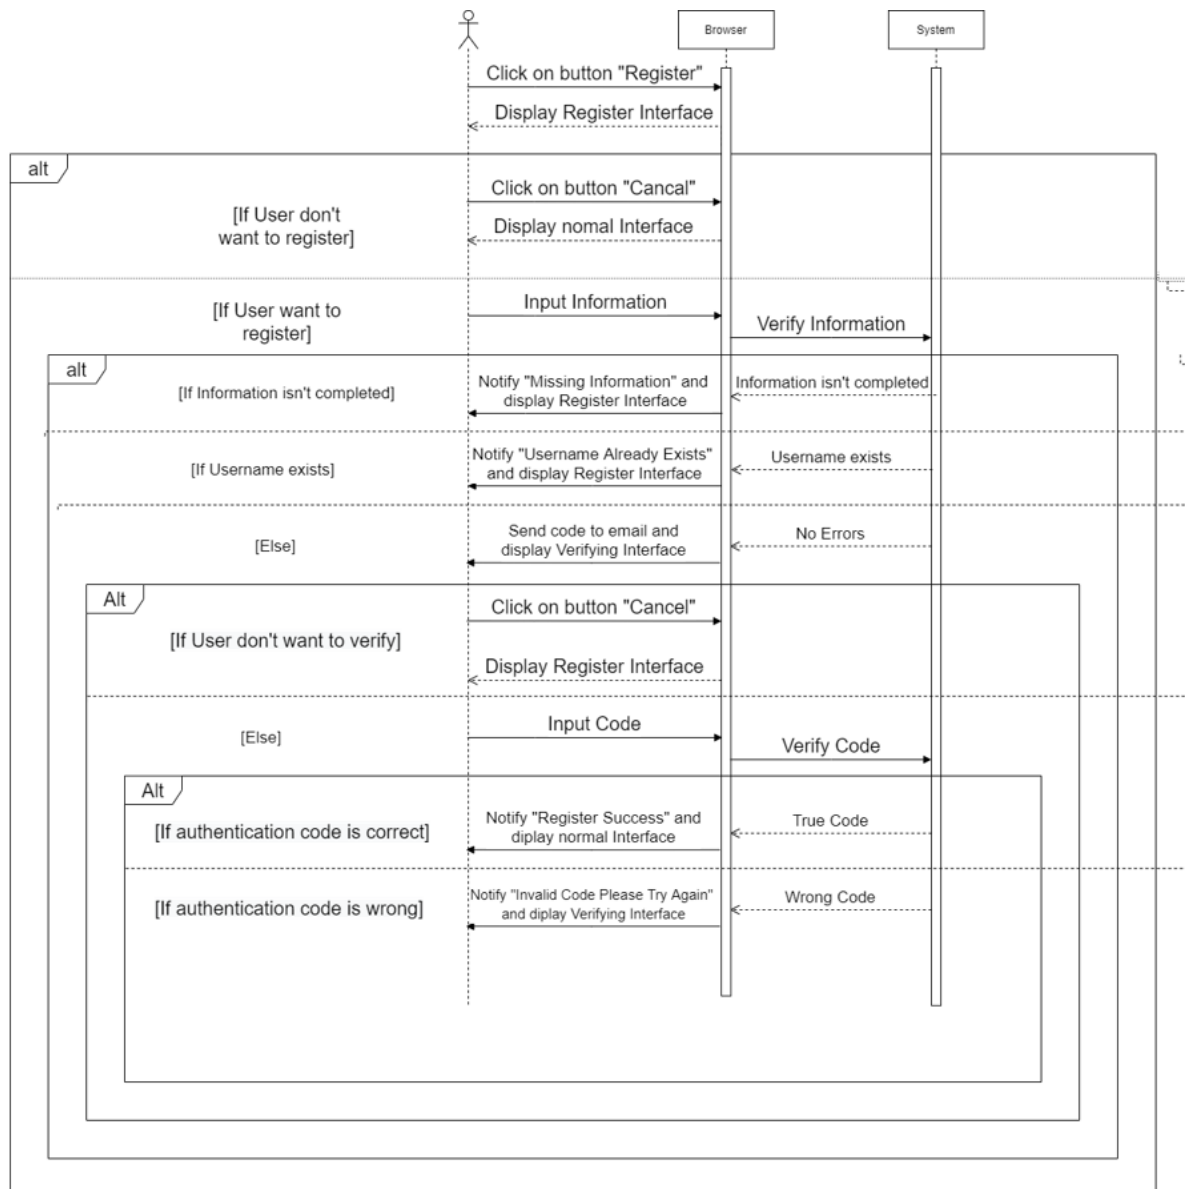 Browser
System
Click on button "Register"
Display Register Interface
alt
Click on button "Cancal"
[If User don't
want to register]
Display nomal Interface
[If User want to
register]
Input Information
Verify Information
alt
[If Information isn't completed]
Notify "Missing Information" and
display Register Interface
Information isn't completed
[If Username exists]
Notify "Username Already Exists"
and display Register Interface
Username exists
[Else]
Send code to email and
display Verifying Interface
No Errors
Alt
Click on button "Cancel"
[If User don't want to verify]
Display Register Interface
[Else]
Input Code
Verify Code
Alt
[If authentication code is correct]
Notify "Register Success" and
diplay normal Interface
True Code
[If authentication code is wrong]
Notify "Invalid Code Please Try Again"
and diplay Verifying Interface
Wrong Code